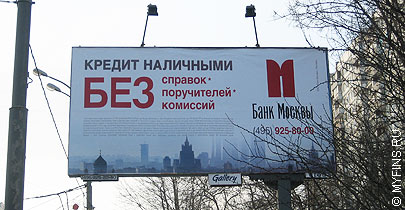 КРЕДИТ НАЛИЧНЫМИ
БЕЗ
справок*
поручителей*
комиссий
М
Банк Москвы
(495) 925-80-00
Gallery
© MYFINS.RU